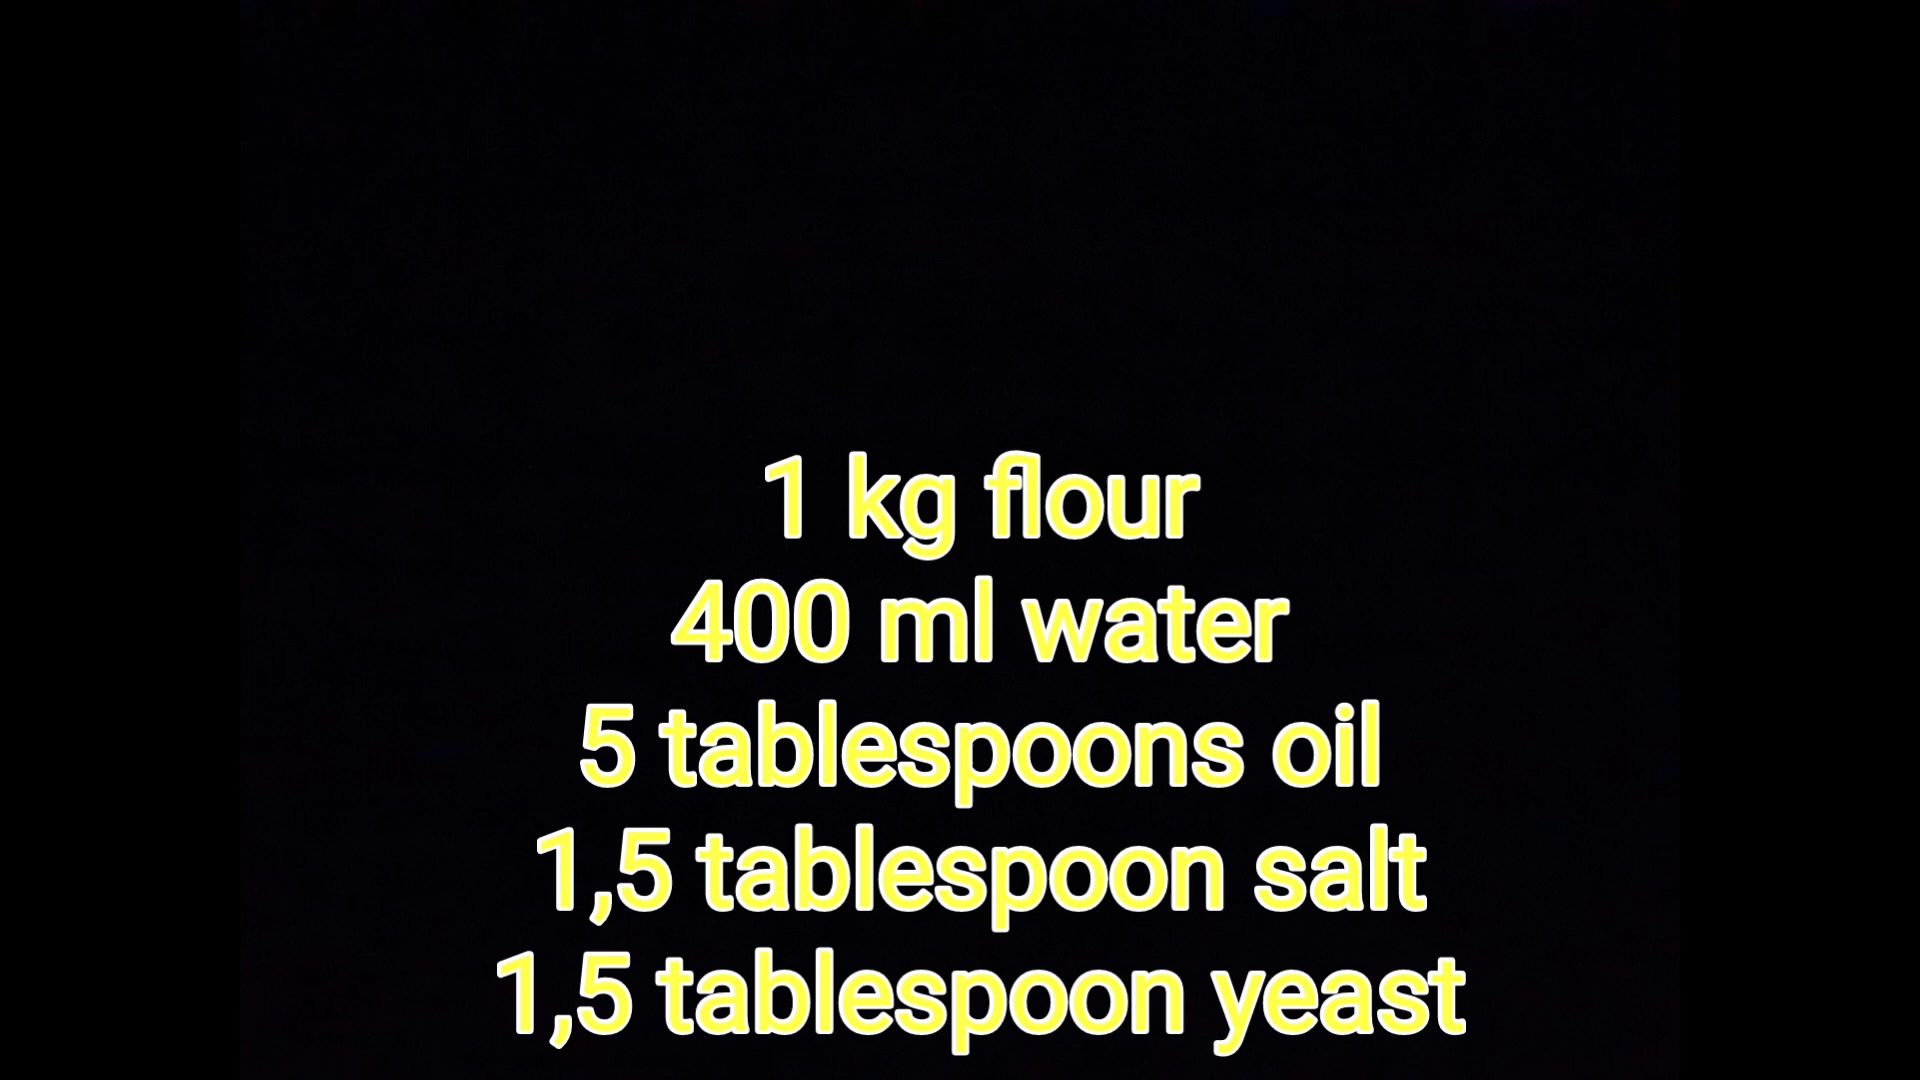 1 kg flour
400 ml water
5 tablespoons oil
1,5 tablespoon salt
1,5 tablespoon yeast